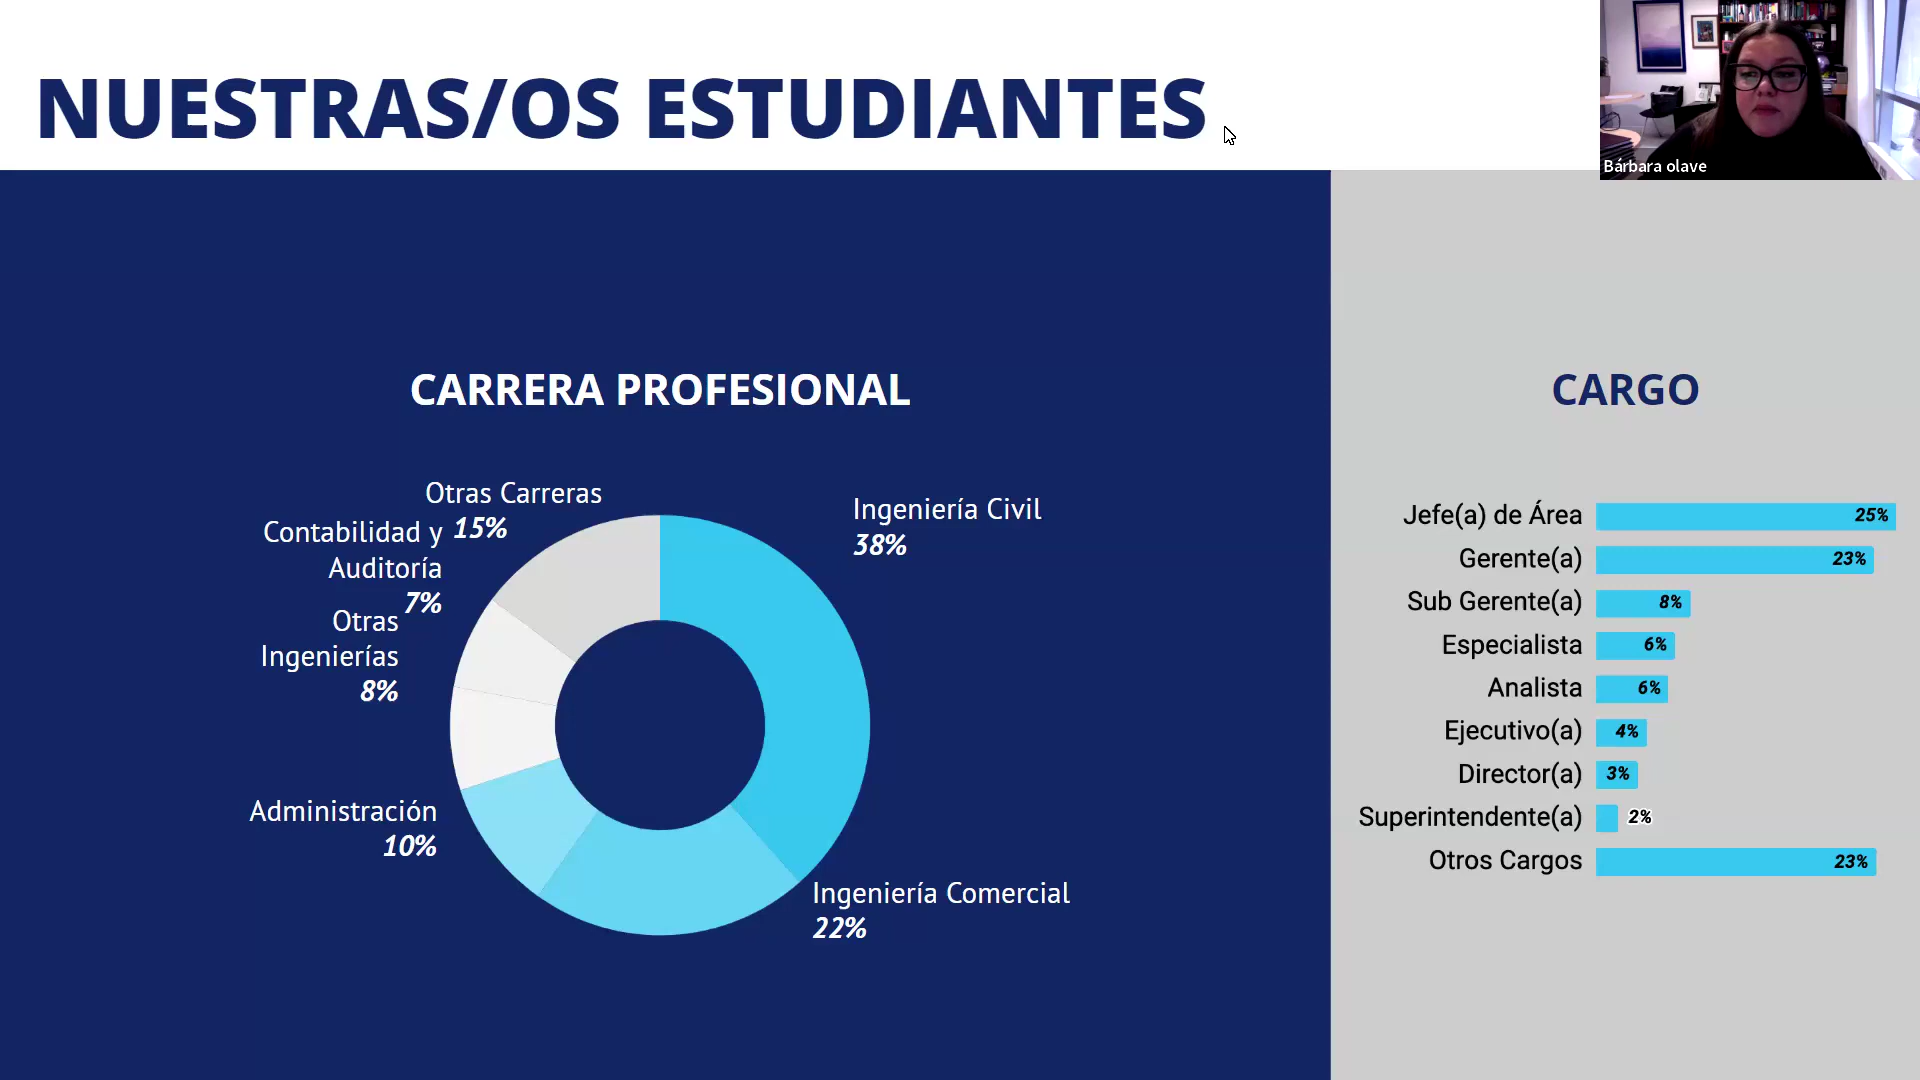 NUESTRAS/OS ESTUDIANTES
Bárbara olave
CARRERA PROFESIONAL
Otras Carreras
15%
Contabilidad y
Auditoría
7%
Otras
Ingenierías
8%
Administración
10%
Ingeniería Civil
38%
Ingeniería Comercial
22%
CARGO
Jefe(a) de Área 25%
Gerente(a) 23%
Sub Gerente(a) 8%
Especialista 6%
Analista 6%
Ejecutivo(a) 4%
Director(a) 3%
Superintendente(a) 2%
Otros Cargos 23%